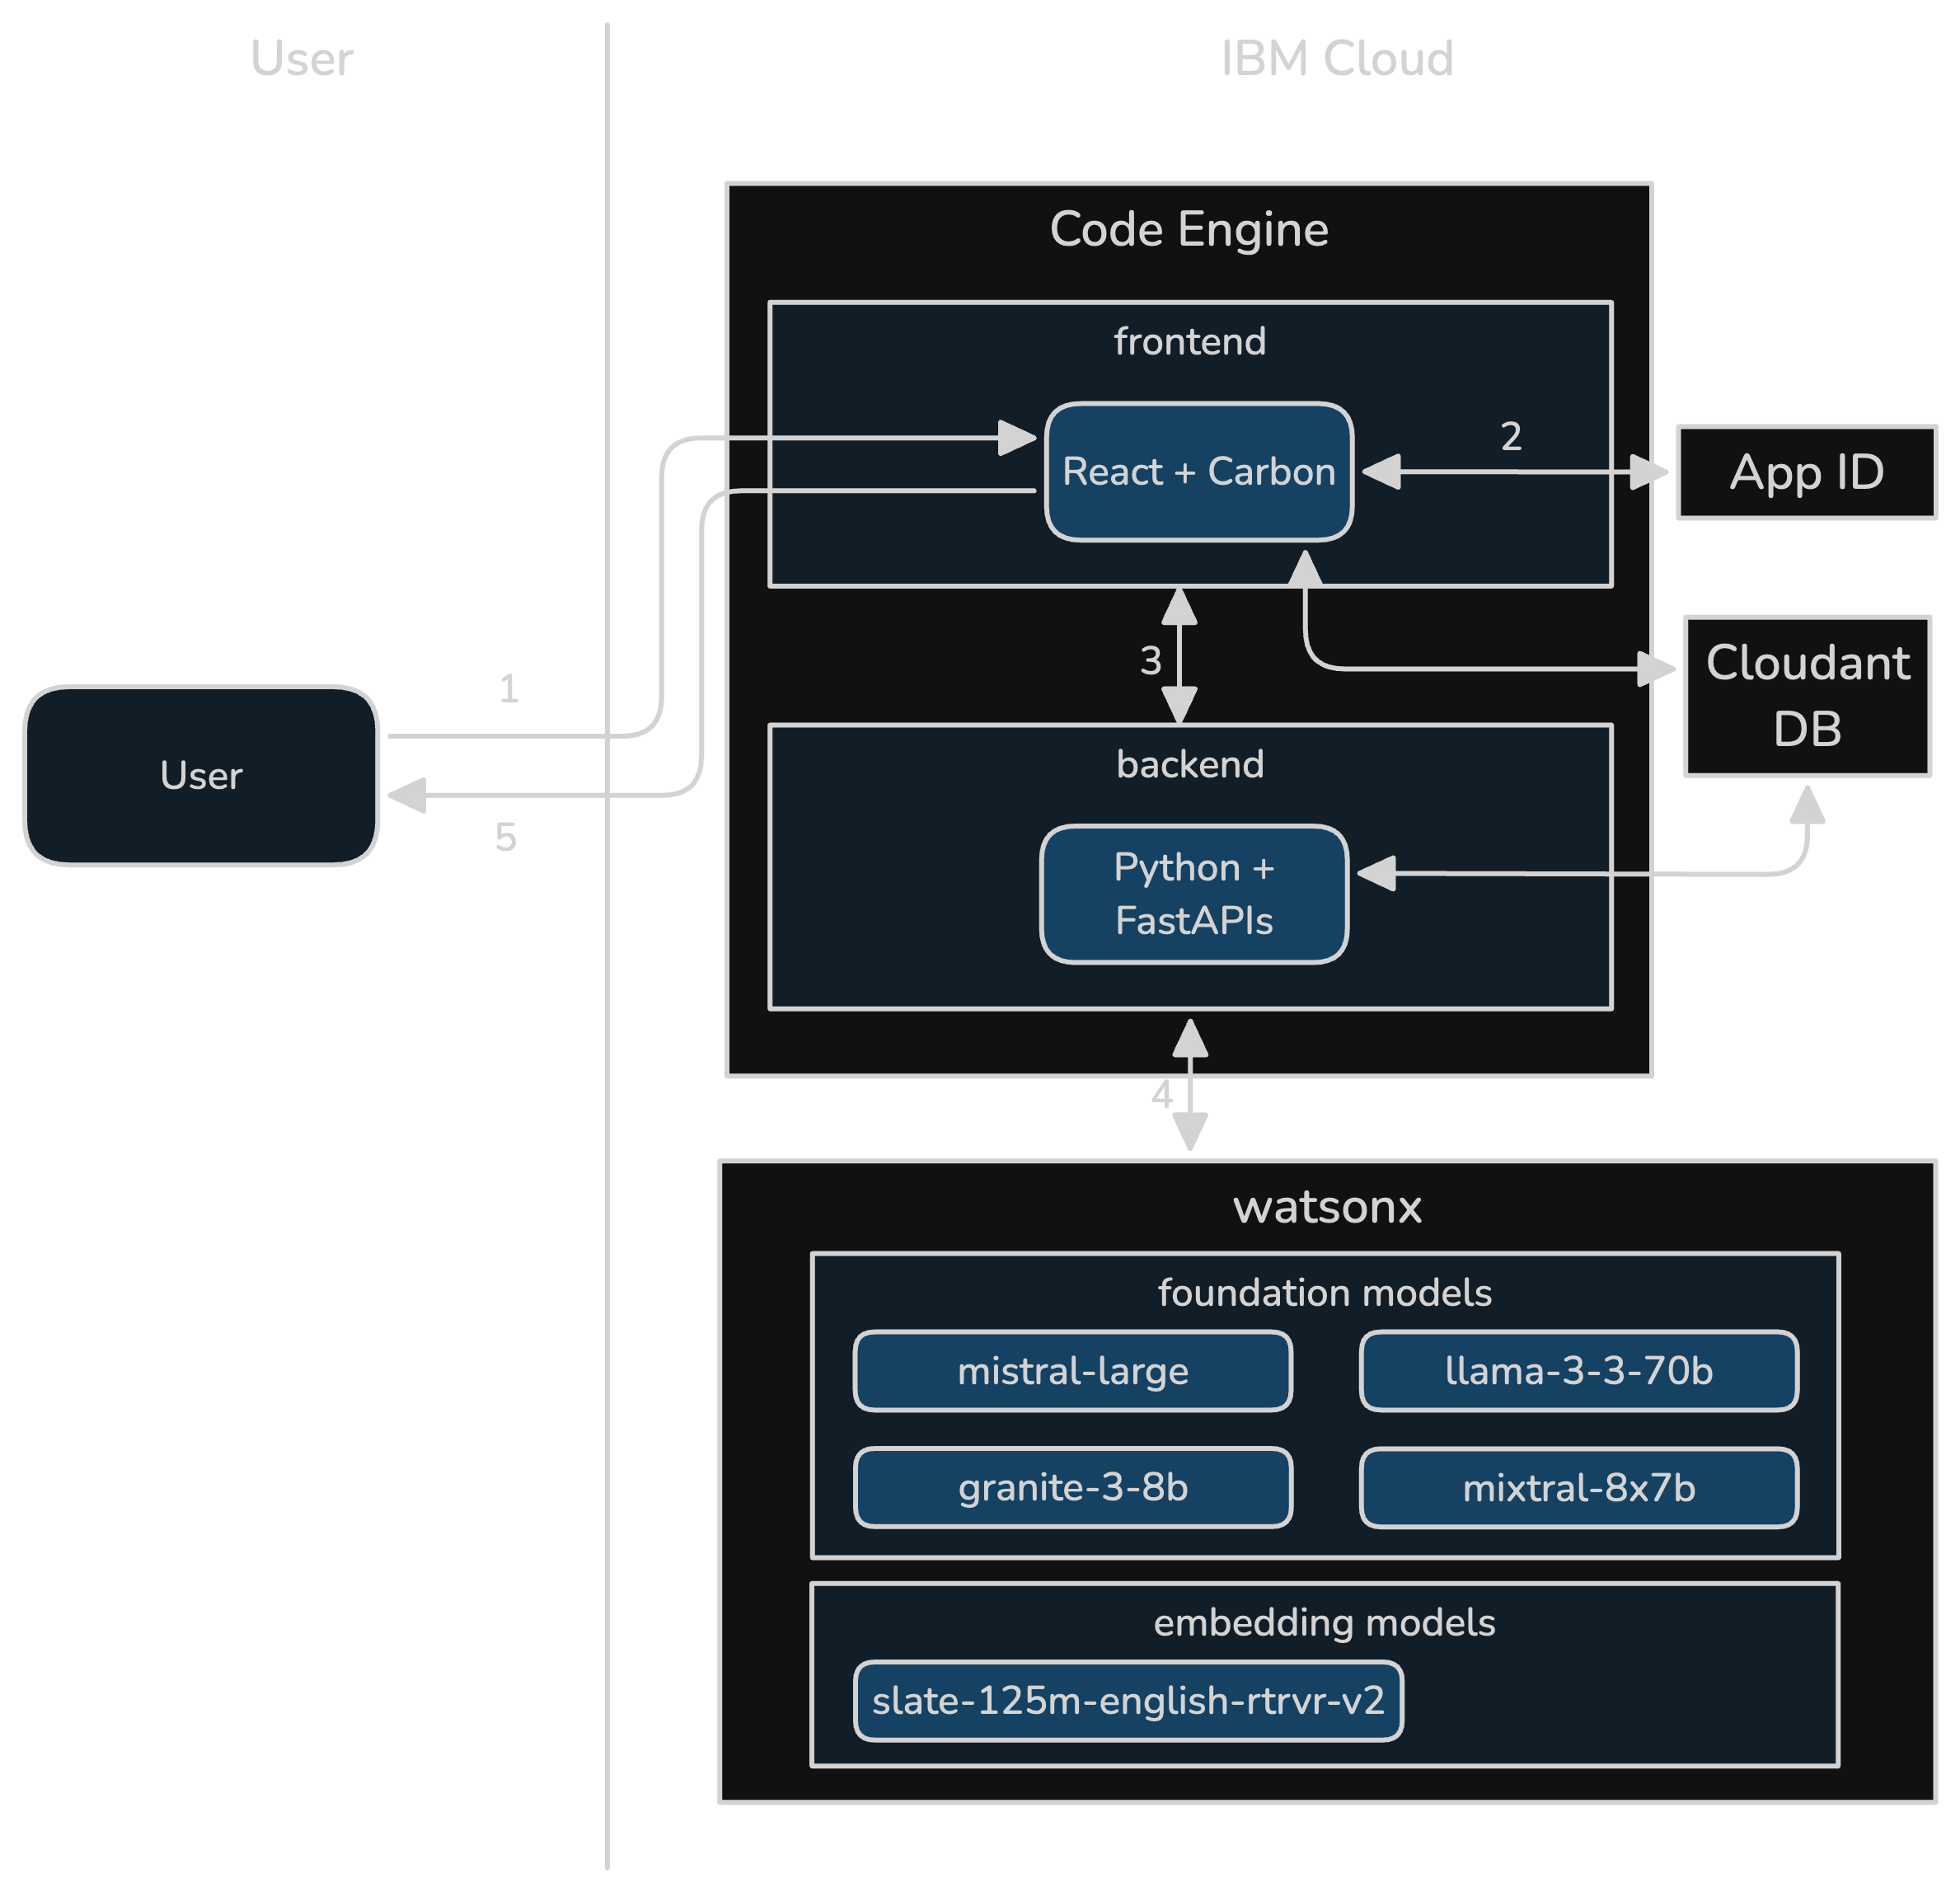 User
IBM Cloud
Code Engine
frontend
React + Carbon
2
App ID
3
Cloudant
DB
1
User
5
backend
Python +
FastAPIs
4
watsonx
foundation models
mistral-large
llama-3-3-70b
granite-3-8b
mixtral-8x7b
embedding models
slate-125m-english-rtrvr-v2